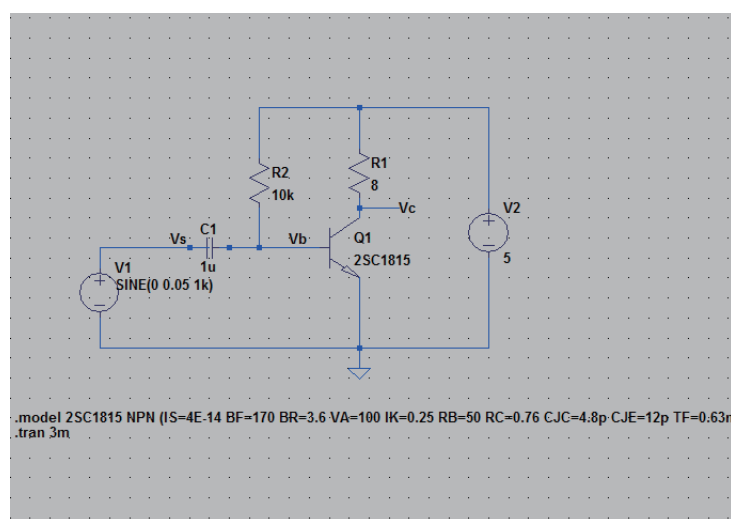 R2
10k
R1
8
Vc
V2
5
Vs
C1
1u
Vb
Q1
2SC1815
V1
SINE(0 0.05 1k)
+
−
+
−
.model 2SC1815 NPN (IS=4E-14 BF=170 BR=3.6 VA=100 IK=0.25 RB=50 RC=0.76 CJC=4.8p CJE=12p TF=0.63n
.tran 3m